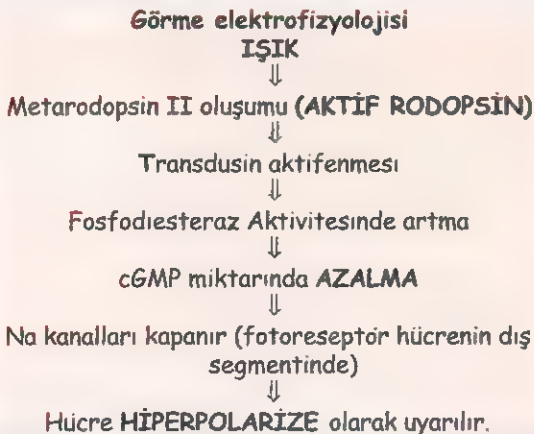 Görme elektrofizyolojisi
IŞIK
⇓
Metarodopsin II oluşumu (AKTİF RODOPSİN)
⇓
Transdusin aktifenmesı
⇓
Fosfodıesteraz Aktivitesınde artma
⇓
cGMP miktarında AZALMA
⇓
Na kanalları kapanır (fotoreseptör hücrenin dış
segmentinde)
⇓
Hücre HİPERPOLARİZE olarak uyarılır.